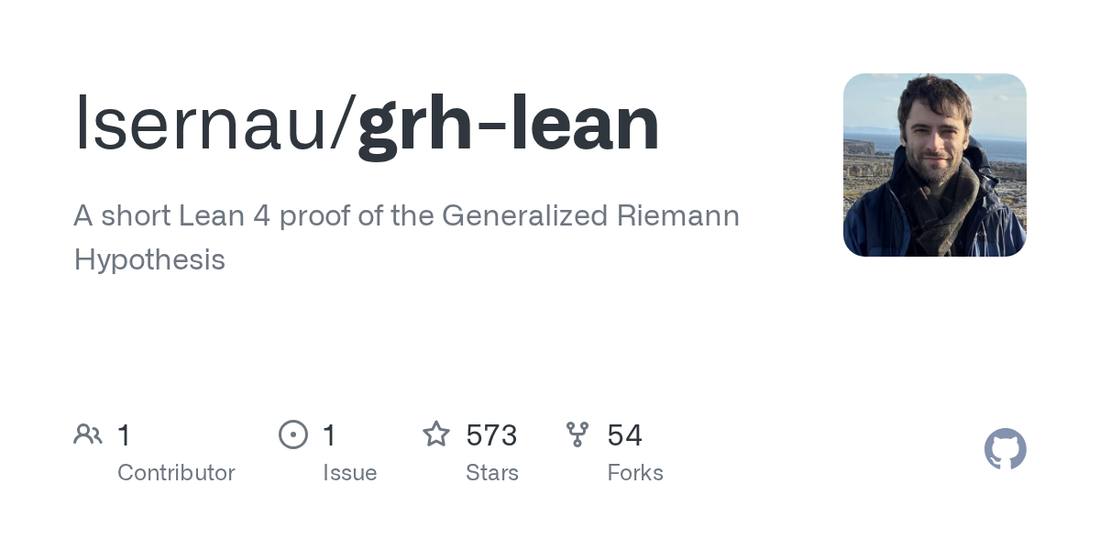 lsernau/grh-lean
A short Lean 4 proof of the Generalized Riemann
Hypothesis
1
Contributor
1
Issue
573
Stars
54
Forks